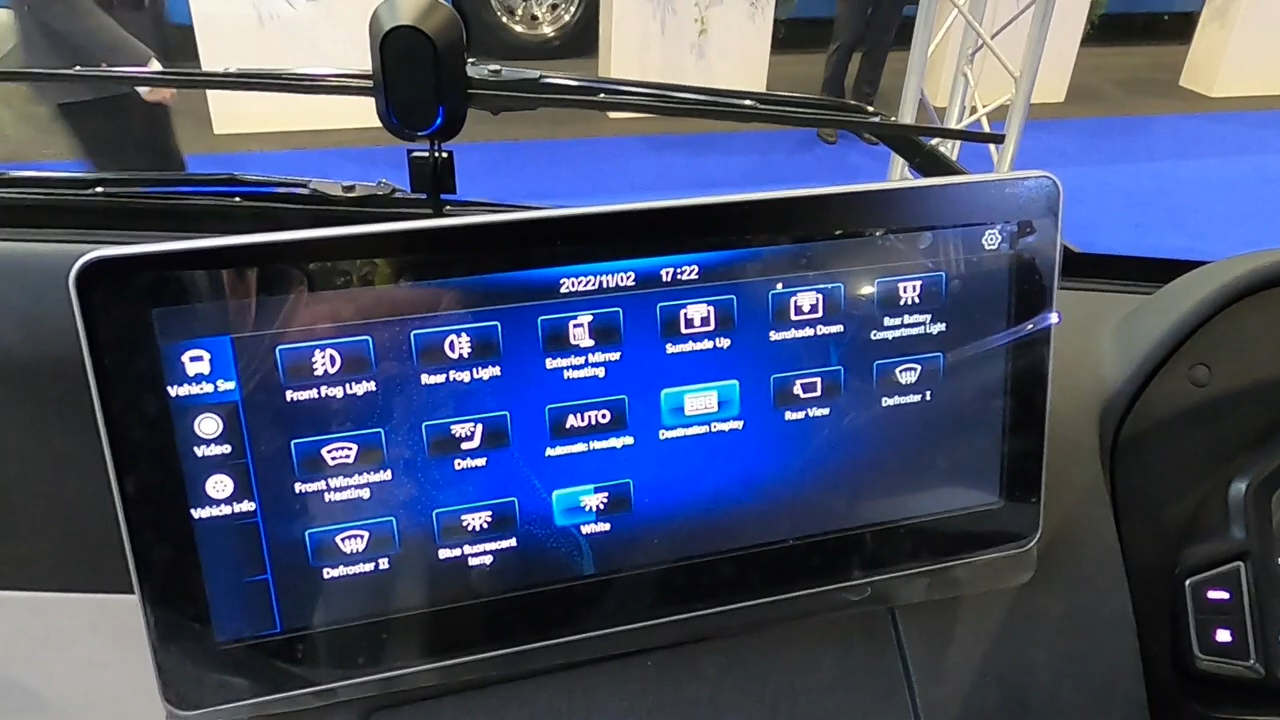 2022/11/02 17:22
Vehicle Sw
Video
Vehicle info
Front Fog Light
Rear Fog Light
Exterior Mirror
Heating
Sunshade Up
Sunshade Down
Rear Battery
Compartment Light
Front Windshield
Heating
Driver
AUTO
Automatic Headlights
Destination Display
Rear View
Defroster I
Defroster II
Blue fluorescent
lamp
White